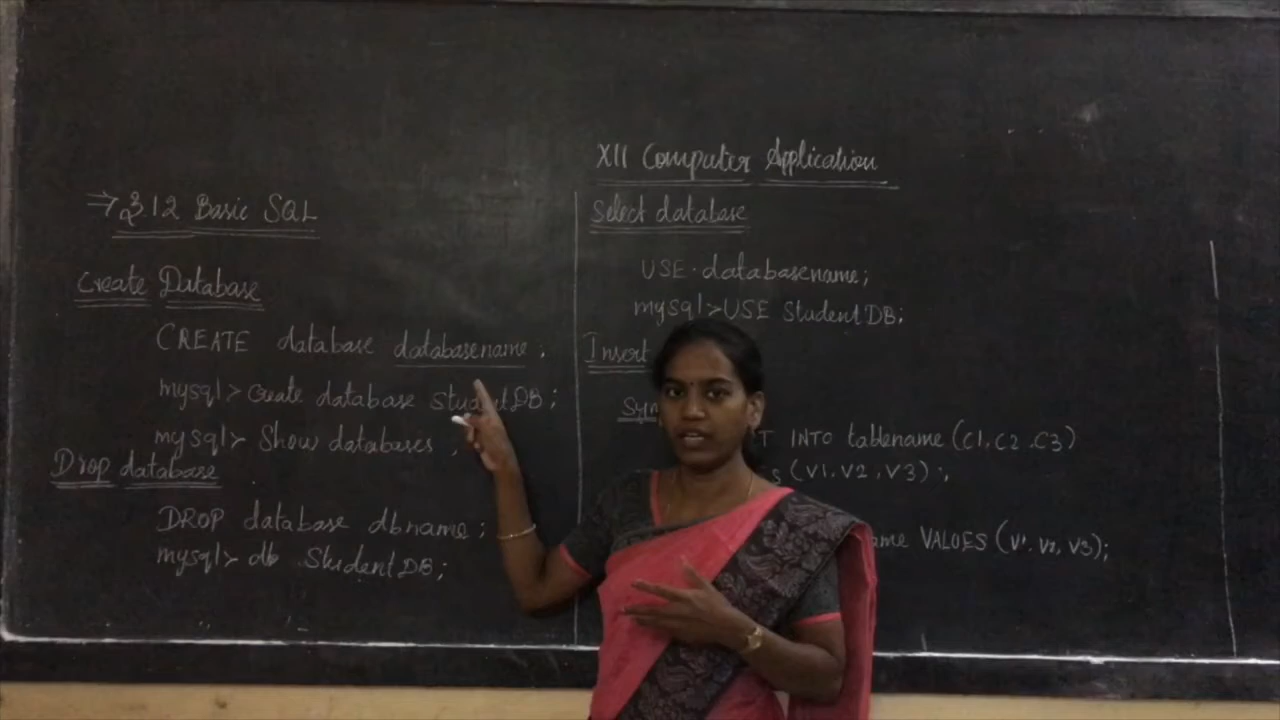 XII Computer Application
⇒ 3.12 Basic SQL
Create Database
CREATE database databasename ;
mysql> Create database studentDB ;
mysql> Show databases ;
Drop database
DROP database dbname ;
mysql> db StudentDB ;
Select database
USE databasename ;
mysql>USE StudentDB ;
Insert
INTO tablename (C1, C2, C3)
(V1, V2, V3) ;
VALUES (V1, V2, V3);